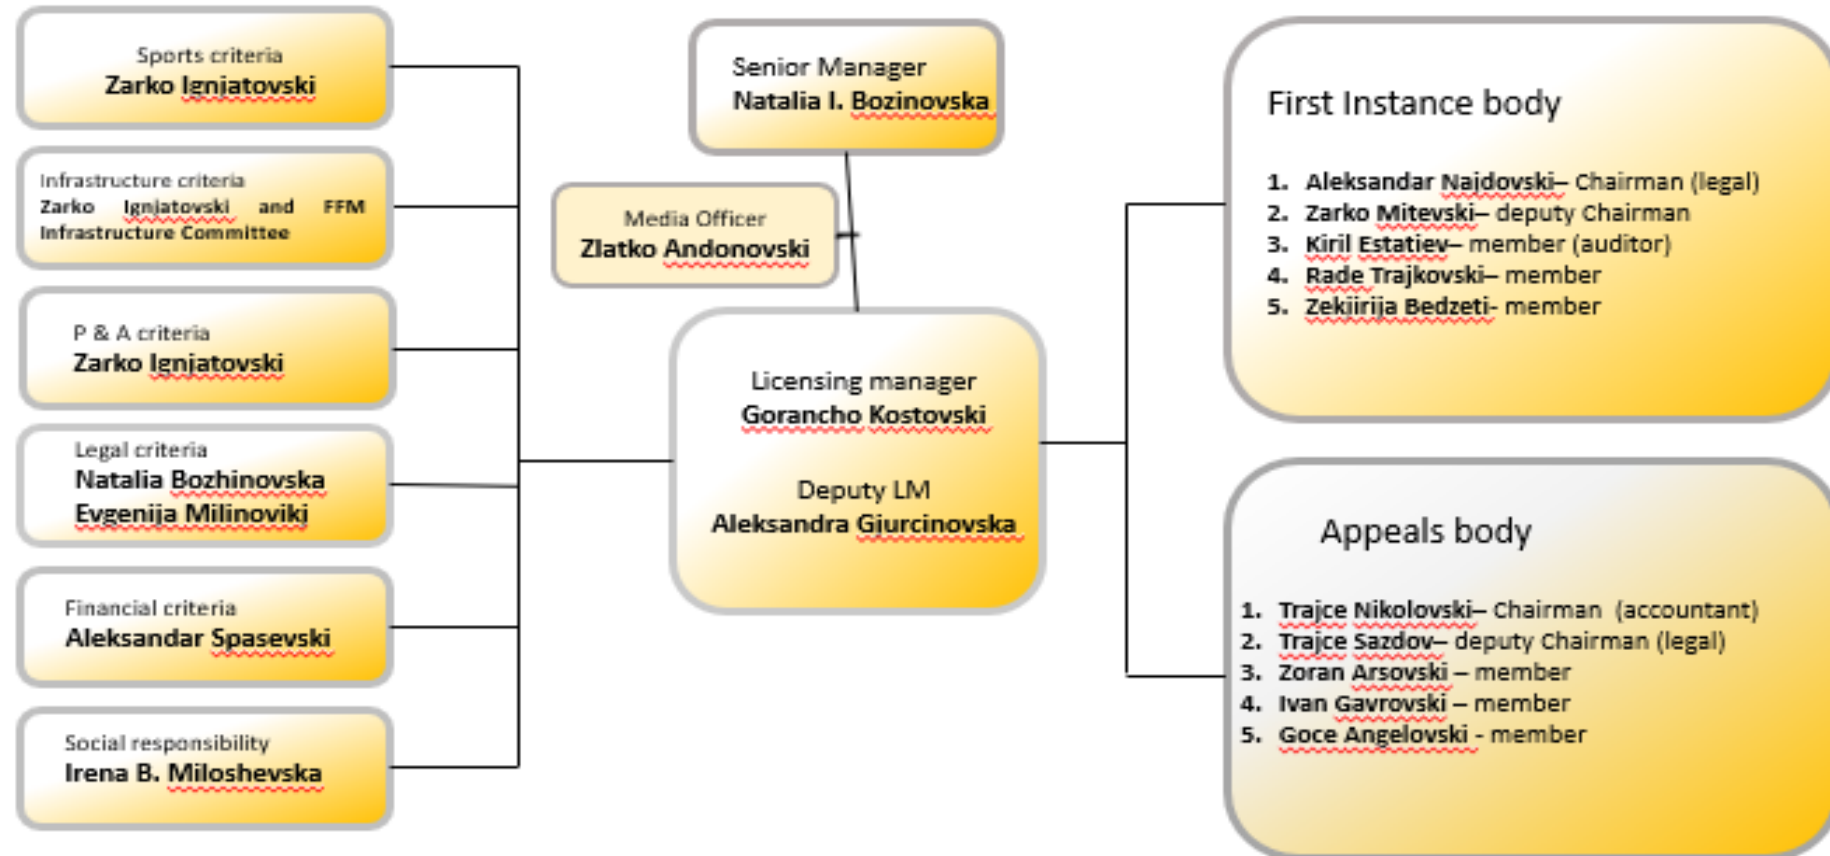 Sports criteria
Zarko Ignjatovski
Infrastructure criteria
Zarko Ignjatovski and FFM
Infrastructure Committee
P & A criteria
Zarko Ignjatovski
Legal criteria
Natalia Bozhinovska
Evgenija Milinovikj
Financial criteria
Aleksandar Spasevski
Social responsibility
Irena B. Miloshevska
Senior Manager
Natalia I. Bozinovska
Media Officer
Zlatko Andonovski
Licensing manager
Gorancho Kostovski
Deputy LM
Aleksandra Gjurcinovska
First Instance body
1. Aleksandar Najdovski– Chairman (legal)
2. Zarko Mitevski– deputy Chairman
3. Kiril Estatiev– member (auditor)
4. Rade Trajkovski– member
5. Zekjirija Bedzeti- member
Appeals body
1. Trajce Nikolovski– Chairman (accountant)
2. Trajce Sazdov– deputy Chairman (legal)
3. Zoran Arsovski – member
4. Ivan Gavrovski – member
5. Goce Angelovski - member